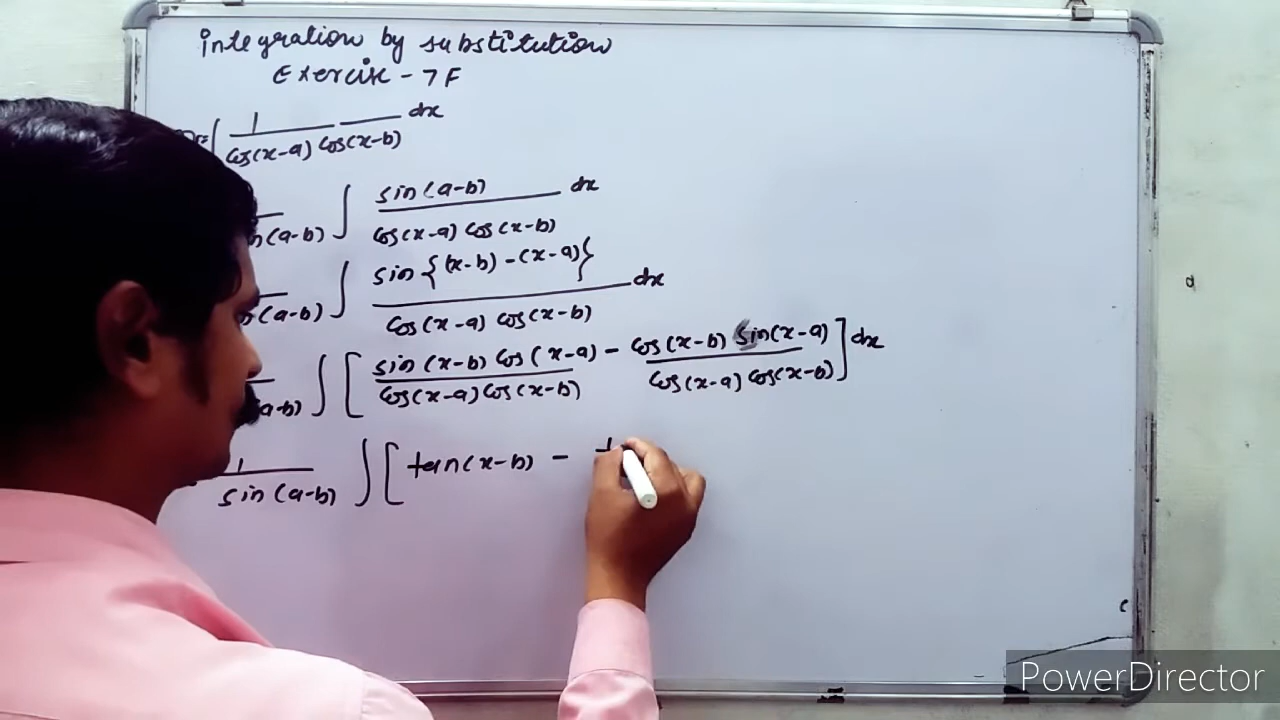 integration by substitution
Exercise - 7F
∫ 1 / cos(x-a) cos(x-b) dx
(a-b) ∫ sin(a-b) / cos(x-a) cos(x-b) dx
(a-b) ∫ sin{(x-b)-(x-a)} / cos(x-a) cos(x-b) dx
a-b) ∫ [ sin(x-b) cos(x-a) / cos(x-a) cos(x-b) - cos(x-b) sin(x-a) / cos(x-a) cos(x-b) ] dx
1 / sin(a-b) ∫ [ tan(x-b) - t
PowerDirector